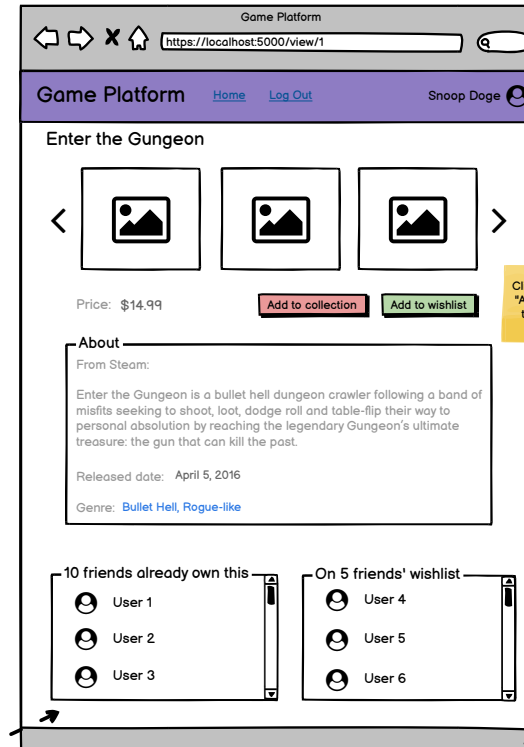 Game Platform
https://localhost:5000/view/1
Game Platform Home Log Out Snoop Doge
Enter the Gungeon
Price: $14.99 Add to collection Add to wishlist
About
From Steam:
Enter the Gungeon is a bullet hell dungeon crawler following a band of
misfits seeking to shoot, loot, dodge roll and table-flip their way to
personal absolution by reaching the legendary Gungeon's ultimate
treasure: the gun that can kill the past.
Released date: April 5, 2016
Genre: Bullet Hell, Rogue-like
10 friends already own this
User 1
User 2
User 3
On 5 friends' wishlist
User 4
User 5
User 6